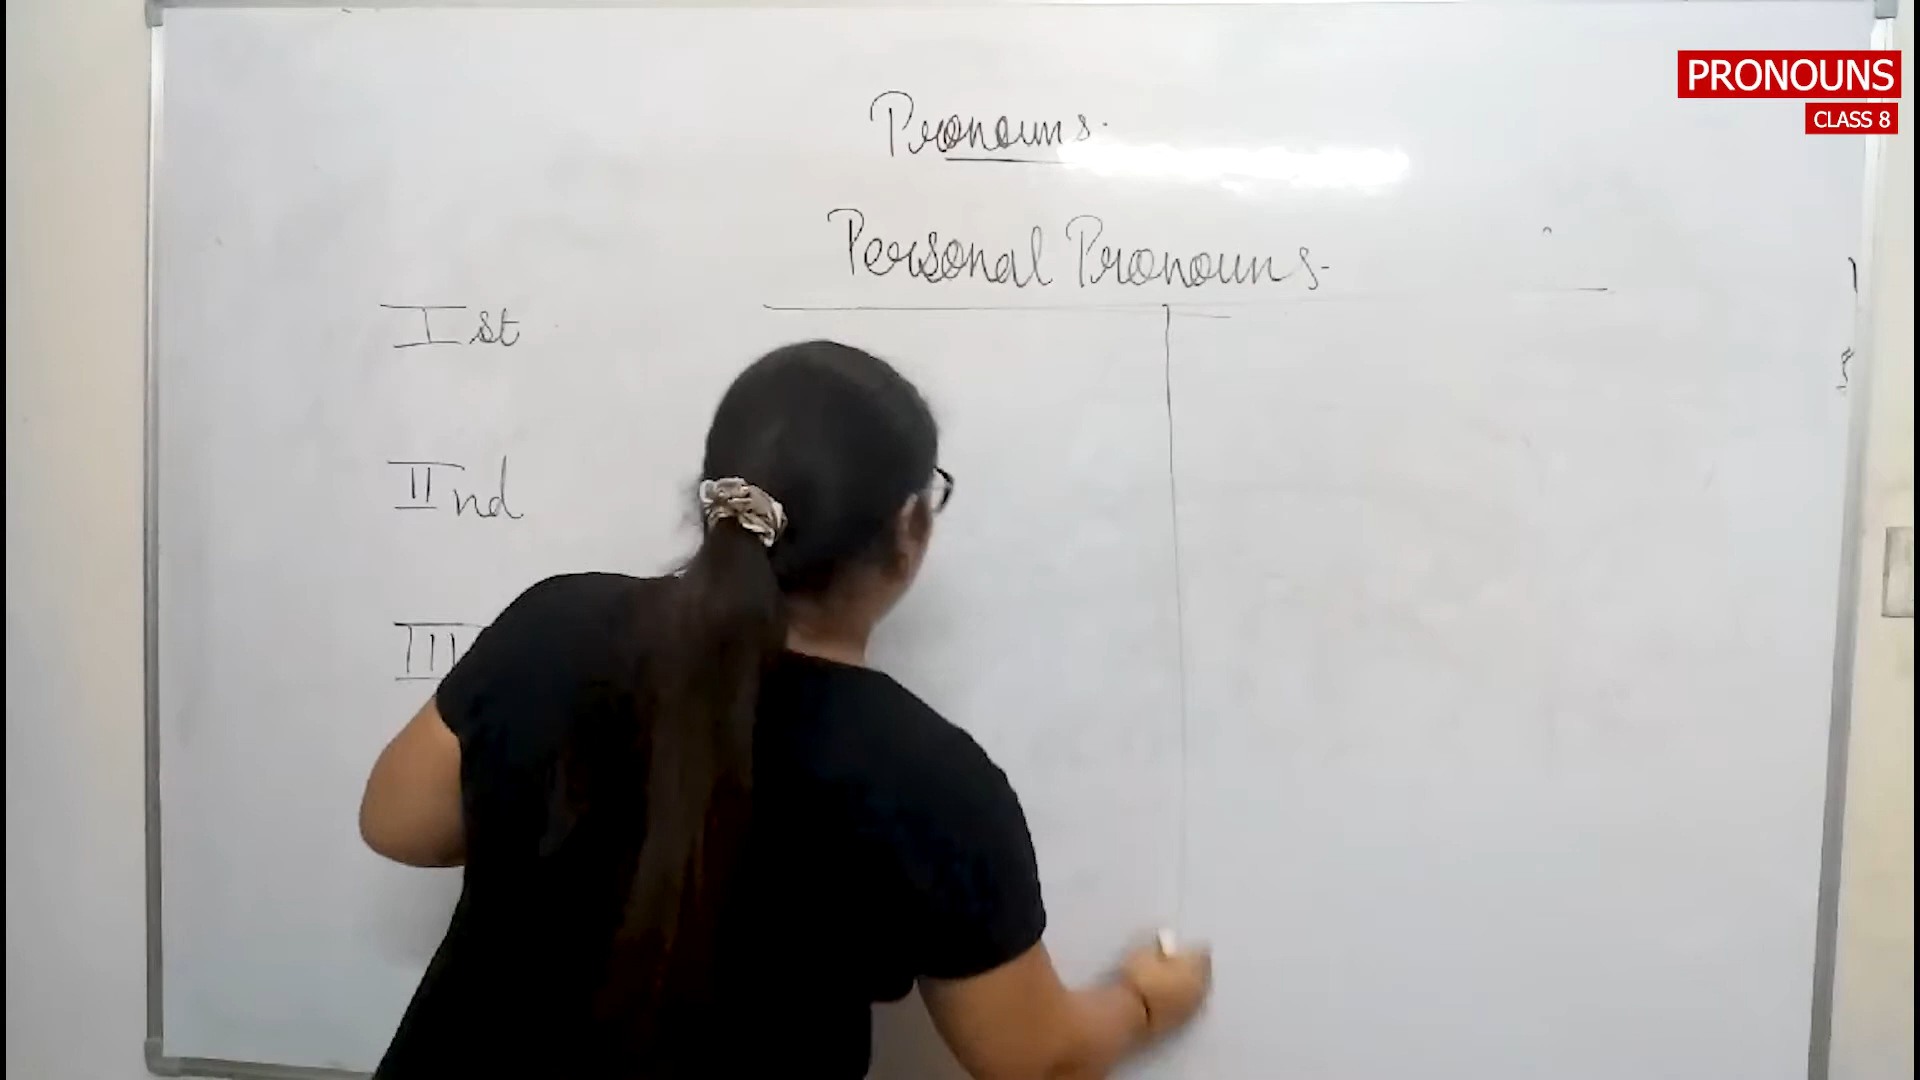 PRONOUNS
CLASS 8
Pronouns.
Personal Pronouns.
Ist
IInd
III